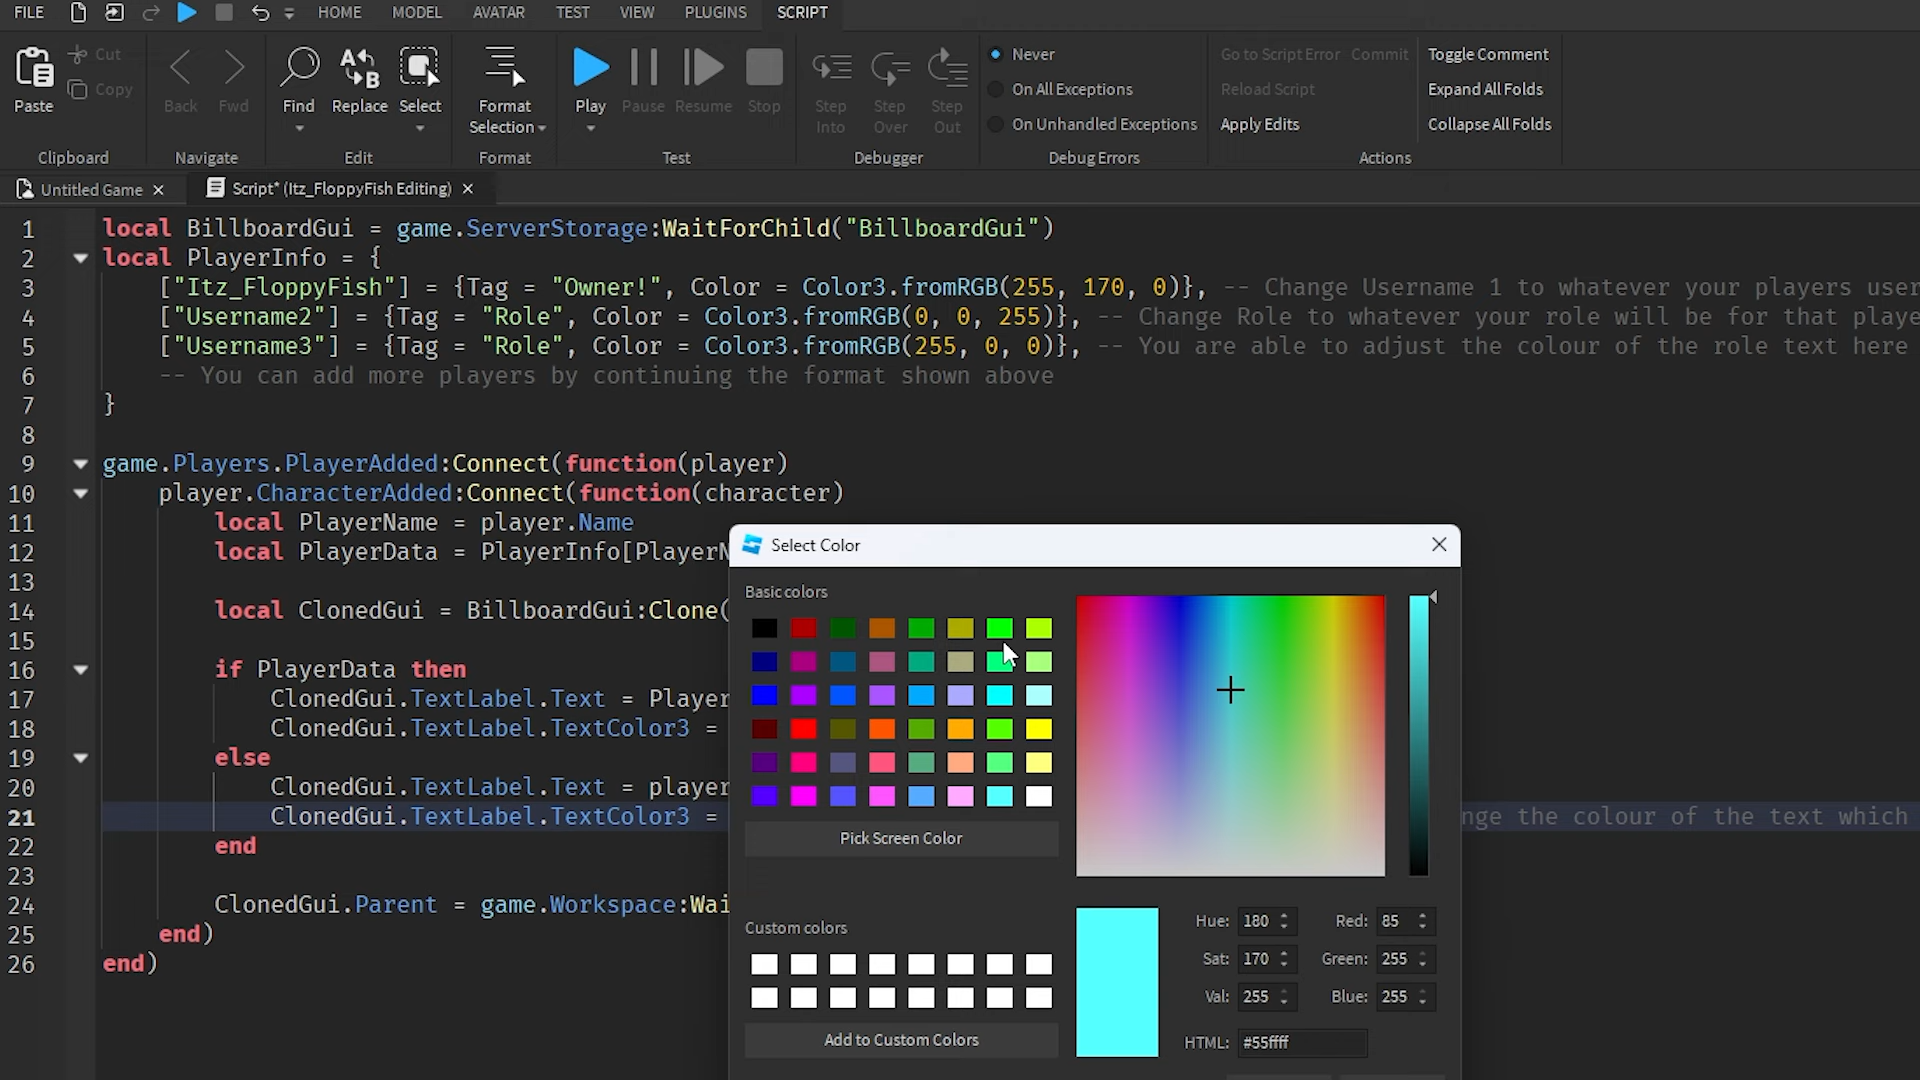 FILE HOME MODEL AVATAR TEST VIEW PLUGINS SCRIPT
Paste Cut Copy
Clipboard
Back Fwd
Navigate
Find Replace Select
Edit
Format Selection
Format
Play Pause Resume Stop
Test
Step Into Step Over Step Out
Debugger
Never
On All Exceptions
On Unhandled Exceptions
Debug Errors
Go to Script Error Commit
Reload Script
Apply Edits
Toggle Comment
Expand All Folds
Collapse All Folds
Actions
Untitled Game Script* (Itz_FloppyFish Editing)
1 local BillboardGui = game.ServerStorage:WaitForChild("BillboardGui")
2 local PlayerInfo = {
3 ["Itz_FloppyFish"] = {Tag = "Owner!", Color = Color3.fromRGB(255, 170, 0)}, -- Change Username 1 to whatever your players user
4 ["Username2"] = {Tag = "Role", Color = Color3.fromRGB(0, 0, 255)}, -- Change Role to whatever your role will be for that playe
5 ["Username3"] = {Tag = "Role", Color = Color3.fromRGB(255, 0, 0)}, -- You are able to adjust the colour of the role text here
6 -- You can add more players by continuing the format shown above
7 }
8
9 game.Players.PlayerAdded:Connect(function(player)
10 player.CharacterAdded:Connect(function(character)
11 local PlayerName = player.Name
12 local PlayerData = PlayerInfo[PlayerN
13
14 local ClonedGui = BillboardGui:Clone(
15
16 if PlayerData then
17 ClonedGui.TextLabel.Text = Player
18 ClonedGui.TextLabel.TextColor3 =
19 else
20 ClonedGui.TextLabel.Text = player
21 ClonedGui.TextLabel.TextColor3 = nge the colour of the text which
22 end
23
24 ClonedGui.Parent = game.Workspace:Wai
25 end)
26 end)
Select Color
Basic colors
Pick Screen Color
Custom colors
Add to Custom Colors
Hue: 180 Red: 85
Sat: 170 Green: 255
Val: 255 Blue: 255
HTML: #55ffff